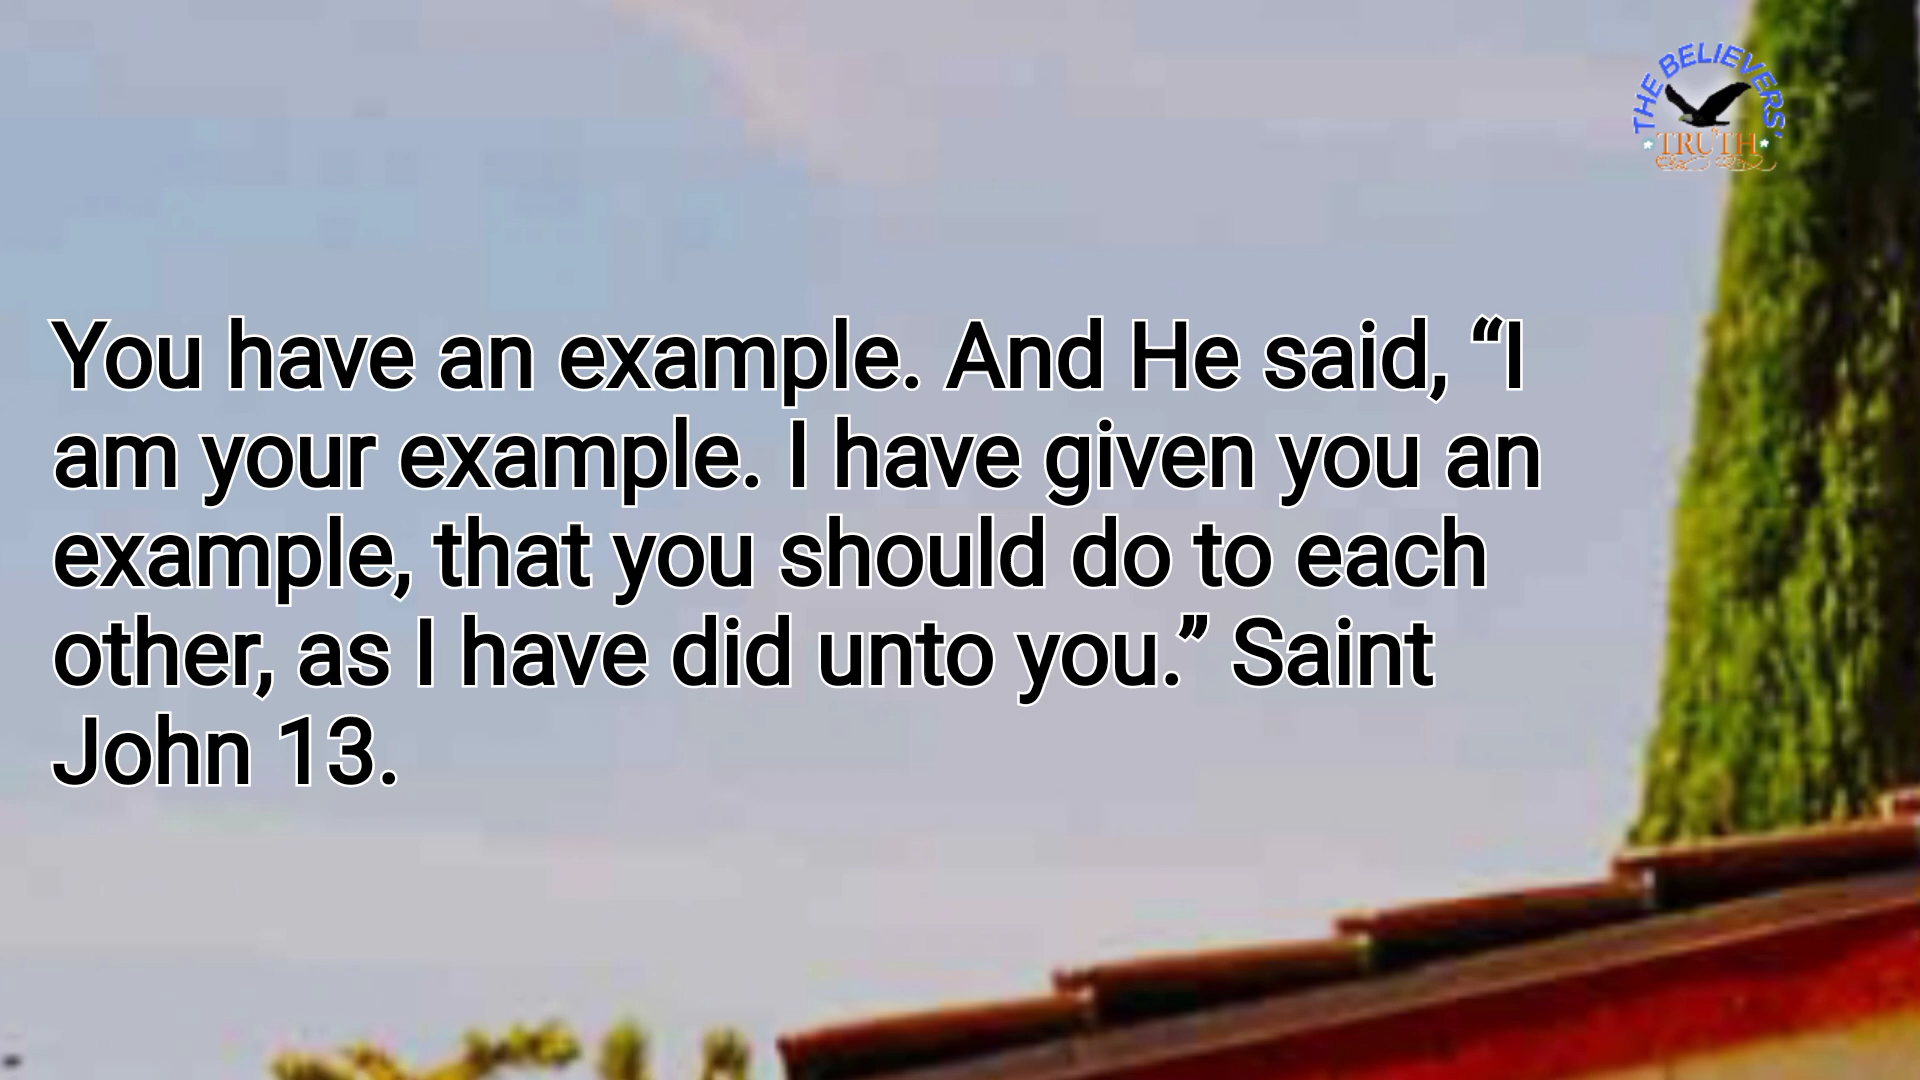 THE BELIEVERS'
TRUTH
You have an example. And He said, “I
am your example. I have given you an
example, that you should do to each
other, as I have did unto you.” Saint
John 13.